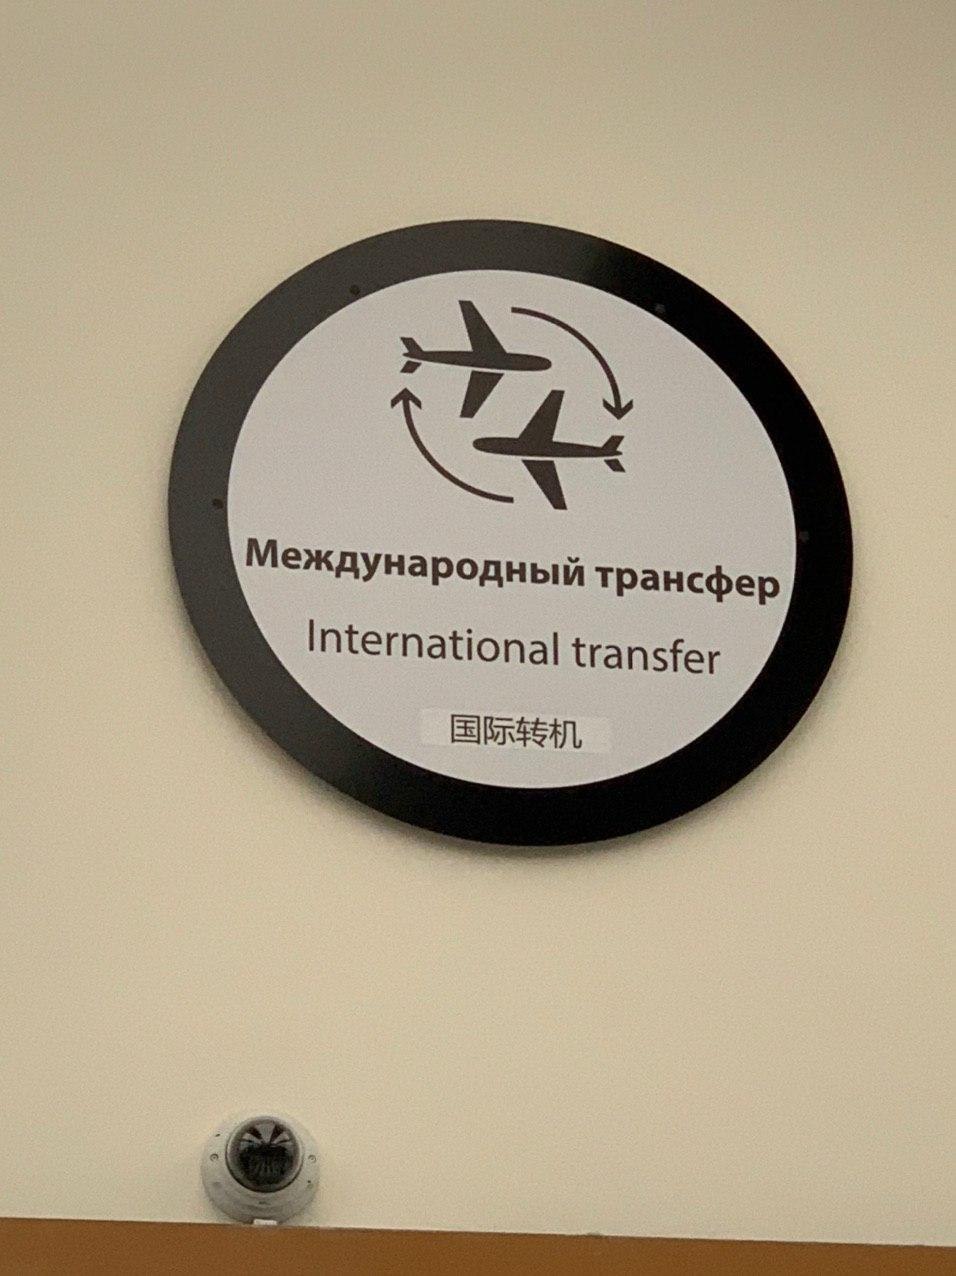 Международный трансфер
International transfer
国际转机